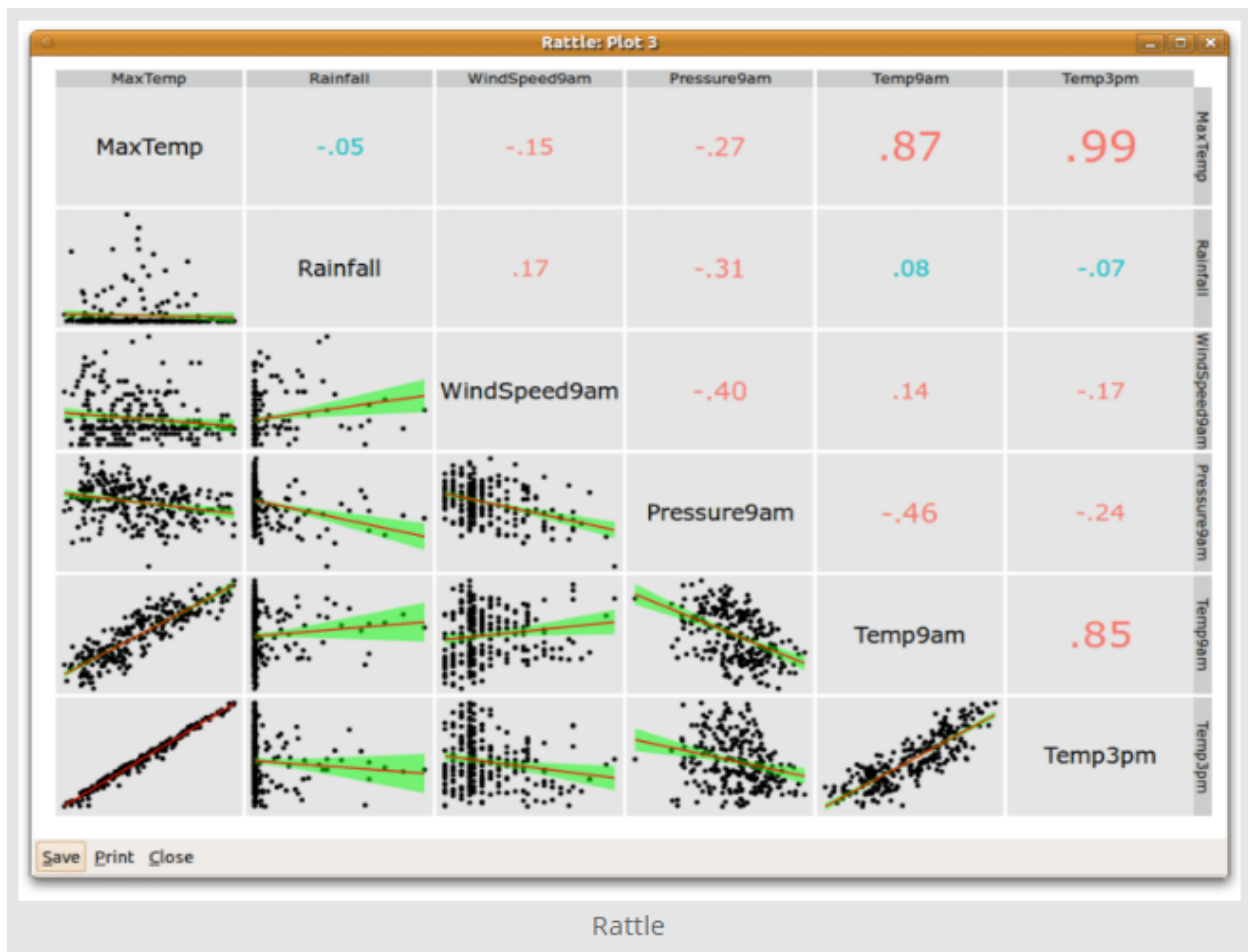 Rattle: Plot 3
MaxTemp Rainfall WindSpeed9am Pressure9am Temp9am Temp3pm
MaxTemp -.05 -.15 -.27 .87 .99 MaxTemp
Rainfall .17 -.31 .08 -.07 Rainfall
WindSpeed9am -.40 .14 -.17 WindSpeed9am
Pressure9am -.46 -.24 Pressure9am
Temp9am .85 Temp9am
Temp3pm Temp3pm
Save Print Close
Rattle